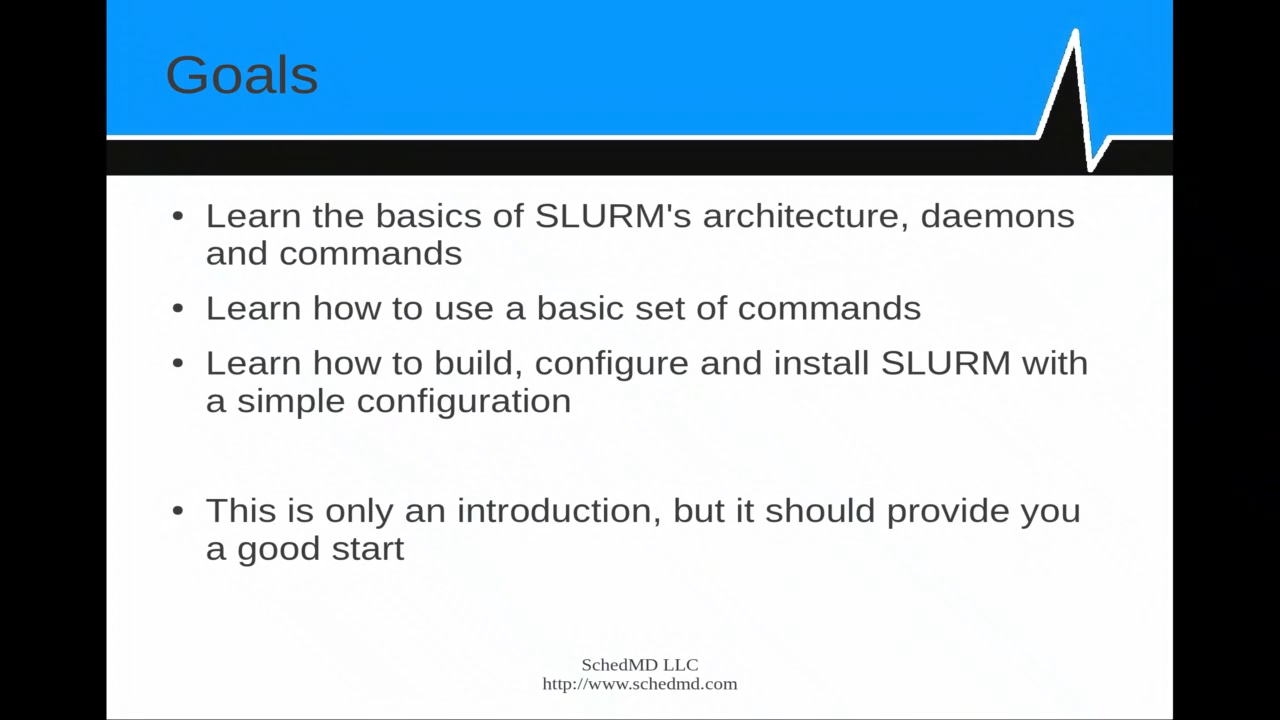 Goals
• Learn the basics of SLURM's architecture, daemons
and commands
• Learn how to use a basic set of commands
• Learn how to build, configure and install SLURM with
a simple configuration
• This is only an introduction, but it should provide you
a good start
SchedMD LLC
http://www.schedmd.com